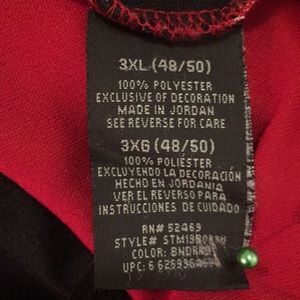 3XL (48/50)
100% POLYESTER
EXCLUSIVE OF DECORATION
MADE IN JORDAN
SEE REVERSE FOR CARE
3XG (48/50)
100% POLIÉSTER
EXCLUYENDO LA DECORACIÓN
HECHO EN JORDANIA
VER EL REVERSO PARA
INSTRUCCIONES DE CUIDADO
RN# 52469
STYLE#
COLOR:
UPC: 6